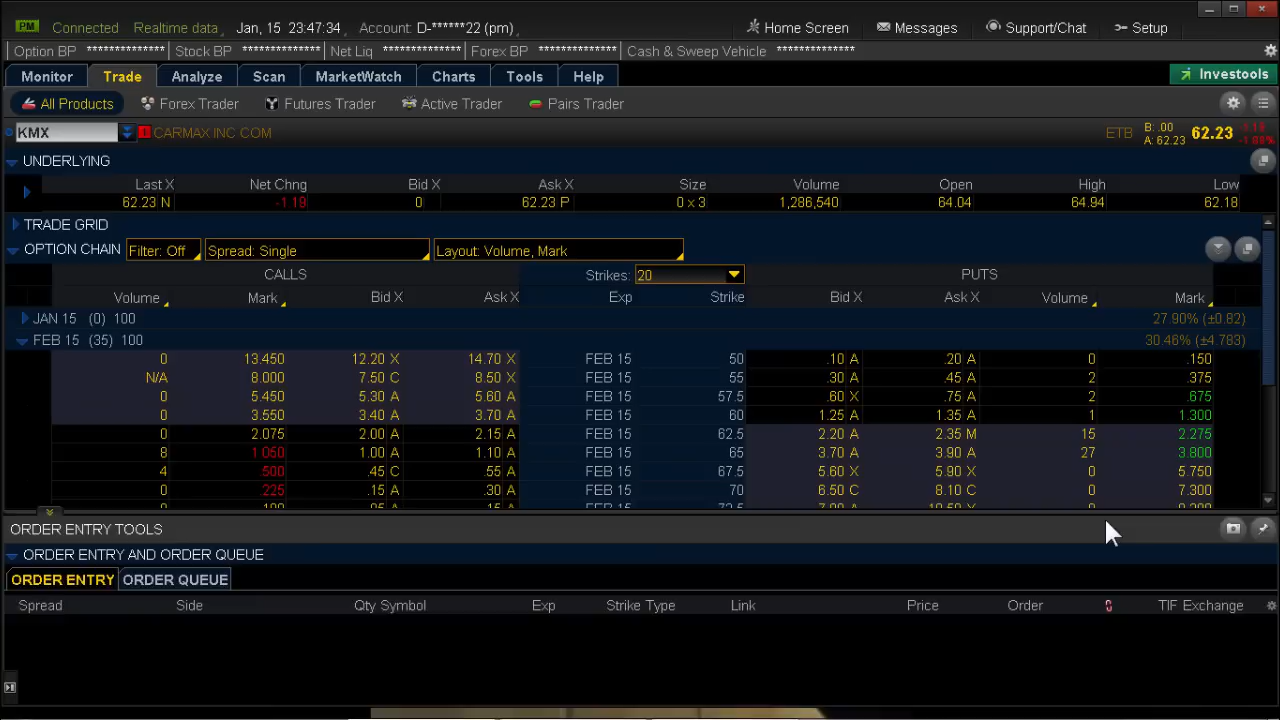 PM Connected Realtime data Jan, 15 23:47:34 Account: D-******22 (pm) Home Screen Messages Support/Chat Setup
Option BP ************* Stock BP ************* Net Liq ************* Forex BP ************* Cash & Sweep Vehicle *************
Monitor Trade Analyze Scan MarketWatch Charts Tools Help Investools
All Products Forex Trader Futures Trader Active Trader Pairs Trader
KMX CARMAX INC COM ETB B: .00 A: 62.23 62.23 -1.19 -1.88%
UNDERLYING
Last X Net Chng Bid X Ask X Size Volume Open High Low
62.23 N -1.19 0 62.23 P 0 x 3 1,286,540 64.04 64.94 62.18
TRADE GRID
OPTION CHAIN Filter: Off Spread: Single Layout: Volume, Mark
CALLS Strikes: 20 PUTS
Volume Mark Bid X Ask X Exp Strike Bid X Ask X Volume Mark
JAN 15 (0) 100 27.90% (±0.82)
FEB 15 (35) 100 30.46% (±4.783)
0 13.450 12.20 X 14.70 X FEB 15 50 .10 A .20 A 0 .150
N/A 8.000 7.50 C 8.50 X FEB 15 55 .30 A .45 A 2 .375
0 5.450 5.30 A 5.60 A FEB 15 57.5 .60 X .75 A 2 .675
0 3.550 3.40 A 3.70 A FEB 15 60 1.25 A 1.35 A 1 1.300
0 2.075 2.00 A 2.15 A FEB 15 62.5 2.20 A 2.35 M 15 2.275
8 1.050 1.00 A 1.10 A FEB 15 65 3.70 A 3.90 A 27 3.800
4 .500 .45 C .55 A FEB 15 67.5 5.60 X 5.90 X 0 5.750
0 .225 .15 A .30 A FEB 15 70 6.50 C 8.10 C 0 7.300
ORDER ENTRY TOOLS
ORDER ENTRY AND ORDER QUEUE
ORDER ENTRY ORDER QUEUE
Spread Side Qty Symbol Exp Strike Type Link Price Order TIF Exchange